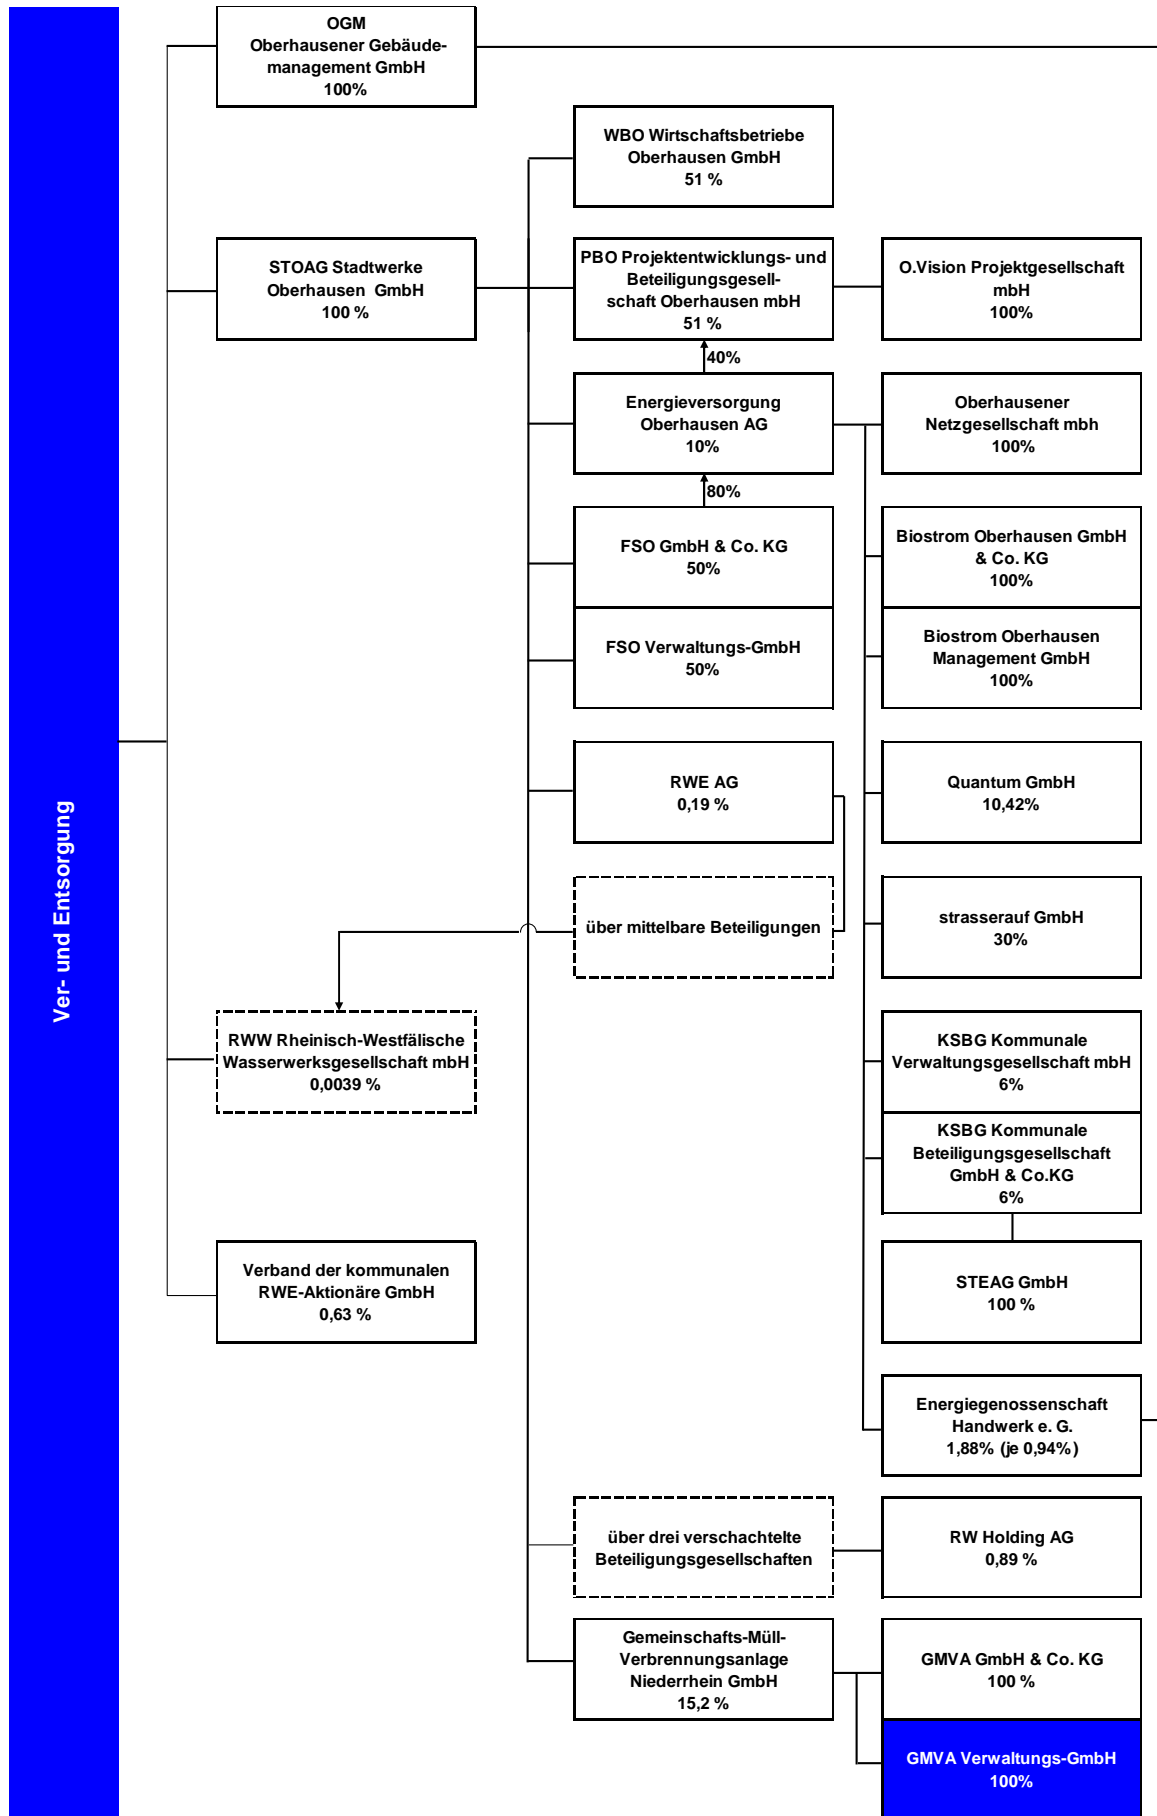 Ver- und Entsorgung
OGM
Oberhausener Gebäude-
management GmbH
100%
STOAG Stadtwerke
Oberhausen GmbH
100 %
RWW Rheinisch-Westfälische
Wasserwerksgesellschaft mbH
0,0039 %
Verband der kommunalen
RWE-Aktionäre GmbH
0,63 %
WBO Wirtschaftsbetriebe
Oberhausen GmbH
51 %
PBO Projektentwicklungs- und
Beteiligungsgesell-
schaft Oberhausen mbH
51 %
40%
Energieversorgung
Oberhausen AG
10%
80%
FSO GmbH & Co. KG
50%
FSO Verwaltungs-GmbH
50%
RWE AG
0,19 %
über mittelbare Beteiligungen
über drei verschachtelte
Beteiligungsgesellschaften
Gemeinschafts-Müll-
Verbrennungsanlage
Niederrhein GmbH
15,2 %
O.Vision Projektgesellschaft
mbH
100%
Oberhausener
Netzgesellschaft mbh
100%
Biostrom Oberhausen GmbH
& Co. KG
100%
Biostrom Oberhausen
Management GmbH
100%
Quantum GmbH
10,42%
strasserauf GmbH
30%
KSBG Kommunale
Verwaltungsgesellschaft mbH
6%
KSBG Kommunale
Beteiligungsgesellschaft
GmbH & Co.KG
6%
STEAG GmbH
100 %
Energiegenossenschaft
Handwerk e. G.
1,88% (je 0,94%)
RW Holding AG
0,89 %
GMVA GmbH & Co. KG
100 %
GMVA Verwaltungs-GmbH
100%